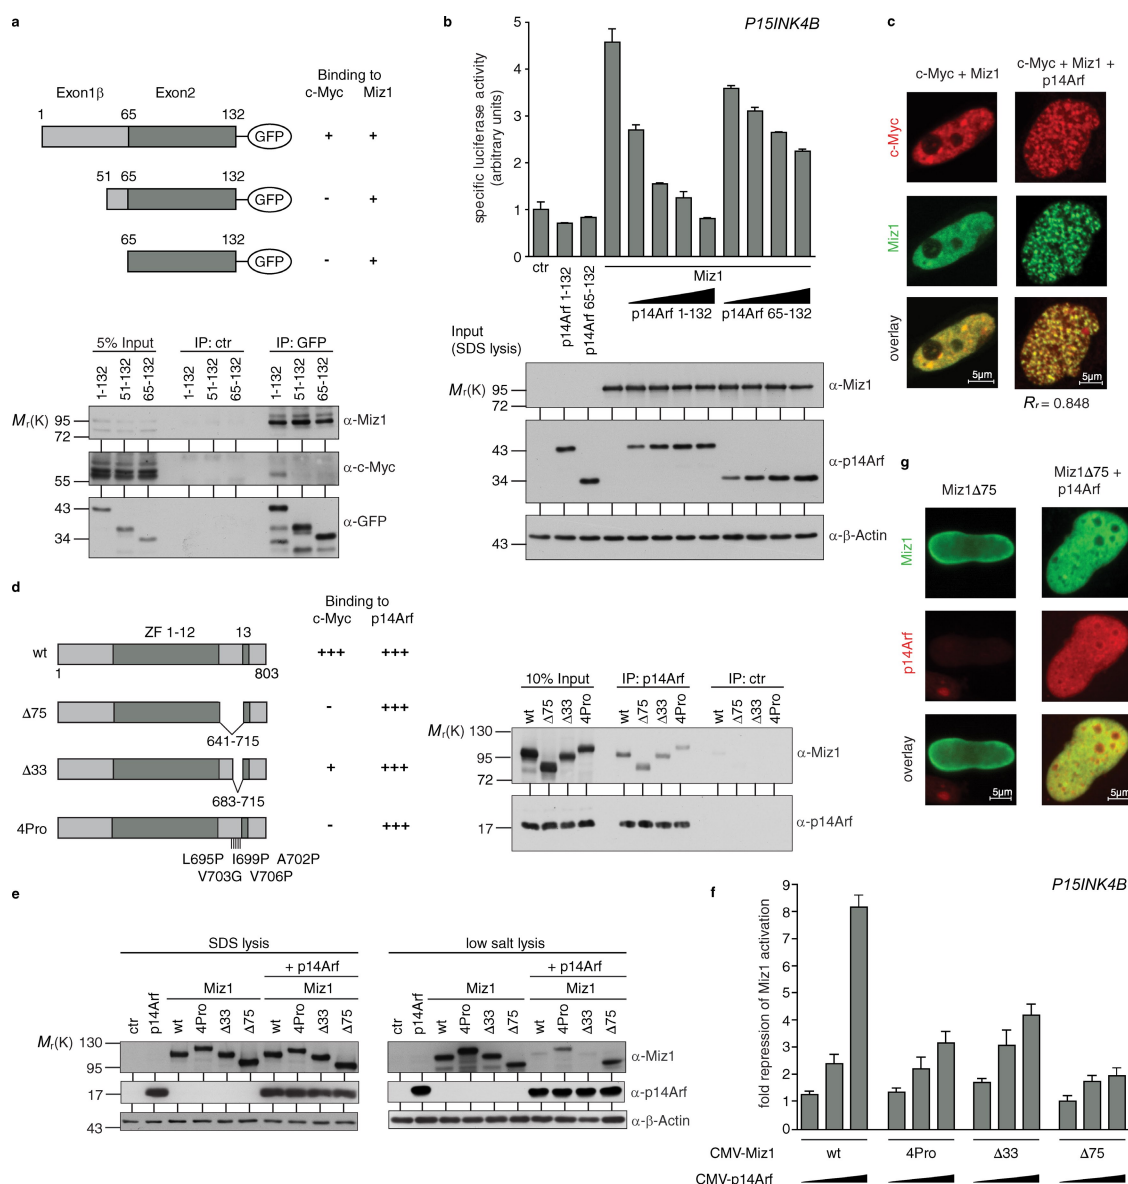 a
Binding to
Exon1β Exon2 c-Myc Miz1
1 65 132
GFP + +
51 65 132
GFP - +
65 132
GFP - +
5% Input IP: ctr IP: GFP
1-132 51-132 65-132 1-132 51-132 65-132 1-132 51-132 65-132
Mr(K) 95 α-Miz1
72
α-c-Myc
55
43 α-GFP
34
b
P15INK4B
specific luciferase activity
(arbitrary units)
5
4
3
2
1
0
ctr p14Arf 1-132 p14Arf 65-132 Miz1
p14Arf 1-132 p14Arf 65-132
Input
(SDS lysis)
Mr(K) 95 α-Miz1
72
43 α-p14Arf
34
α-β-Actin
43
c
c-Myc + Miz1 c-Myc + Miz1 +
p14Arf
c-Myc
Miz1
overlay
5µm 5µm
Rr = 0.848
d
Binding to
c-Myc p14Arf
ZF 1-12 13
wt +++ +++
1 803
Δ75 - +++
641-715
Δ33 + +++
683-715
4Pro - +++
L695P I699P A702P
V703G V706P
10% Input IP: p14Arf IP: ctr
wt Δ75 Δ33 4Pro wt Δ75 Δ33 4Pro wt Δ75 Δ33 4Pro
Mr(K) 130
95 α-Miz1
72
17 α-p14Arf
e
SDS lysis low salt lysis
+ p14Arf + p14Arf
Miz1 Miz1 Miz1 Miz1
ctr p14Arf wt 4Pro Δ33 Δ75 wt 4Pro Δ33 Δ75 ctr p14Arf wt 4Pro Δ33 Δ75 wt 4Pro Δ33 Δ75
Mr(K) 130
95 α-Miz1
17 α-p14Arf
43 α-β-Actin
g
Miz1Δ75 Miz1Δ75 +
p14Arf
Miz1
p14Arf
overlay
5µm 5µm
f
P15INK4B
fold repression of Miz1 activation
9
8
7
6
5
4
3
2
1
0
CMV-Miz1 wt 4Pro Δ33 Δ75
CMV-p14Arf